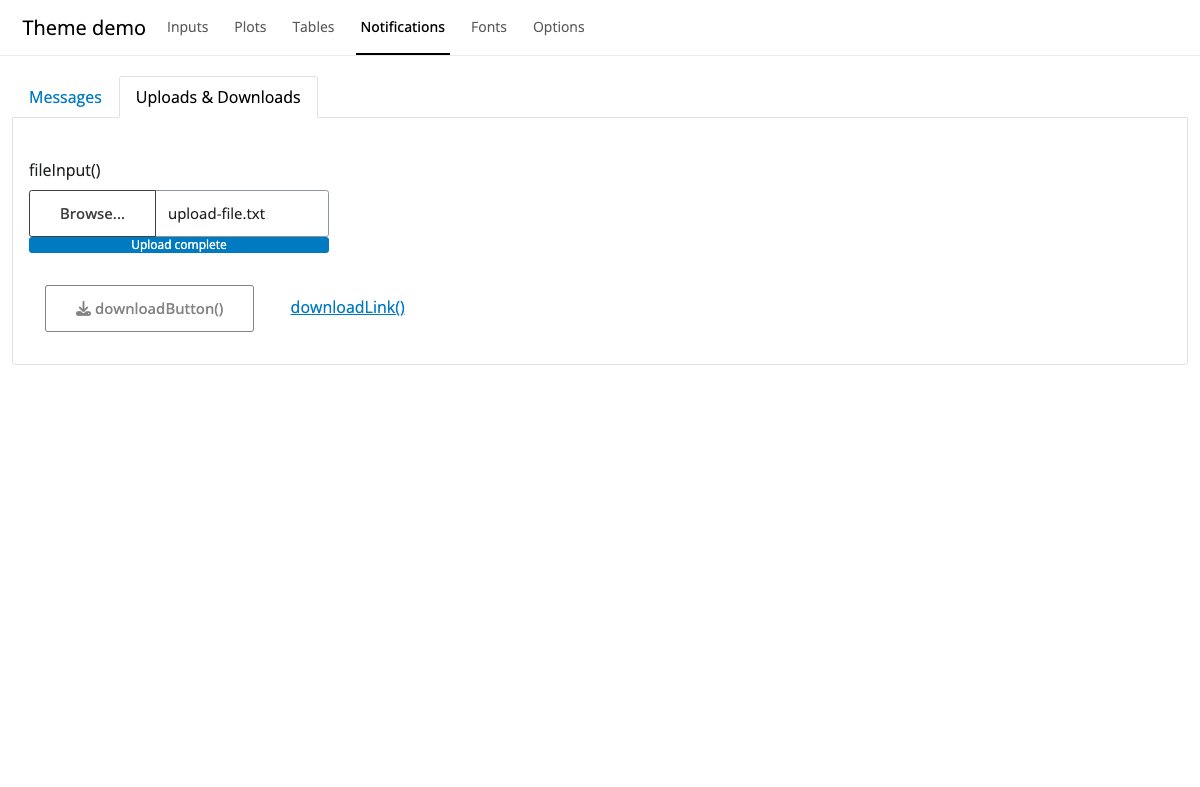 Theme demo Inputs Plots Tables Notifications Fonts Options
Messages Uploads & Downloads
fileInput()
Browse... upload-file.txt
Upload complete
downloadButton() downloadLink()